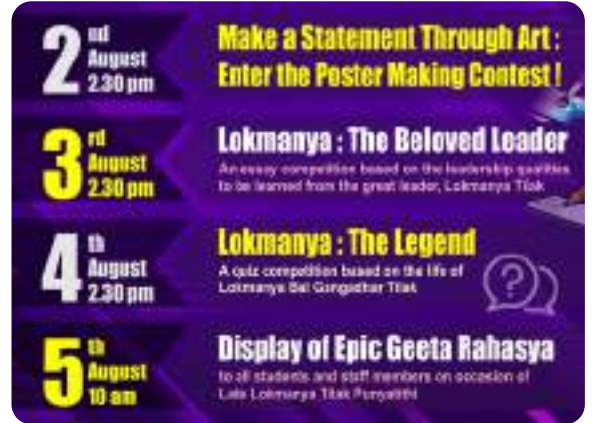 2nd August 2.30 pm
Make a Statement Through Art :
Enter the Poster Making Contest !
3rd August 2.30 pm
Lokmanya : The Beloved Leader
An essay competition based on the leadership qualities
to be learned from the great leader, Lokmanya Tilak
4th August 2.30 pm
Lokmanya : The Legend
A quiz competition based on the life of
Lokmanya Bal Gangadhar Tilak
5th August 10 am
Display of Epic Geeta Rahasya
to all students and staff members on occasion of
Late Lokmanya Tilak Punyatithi